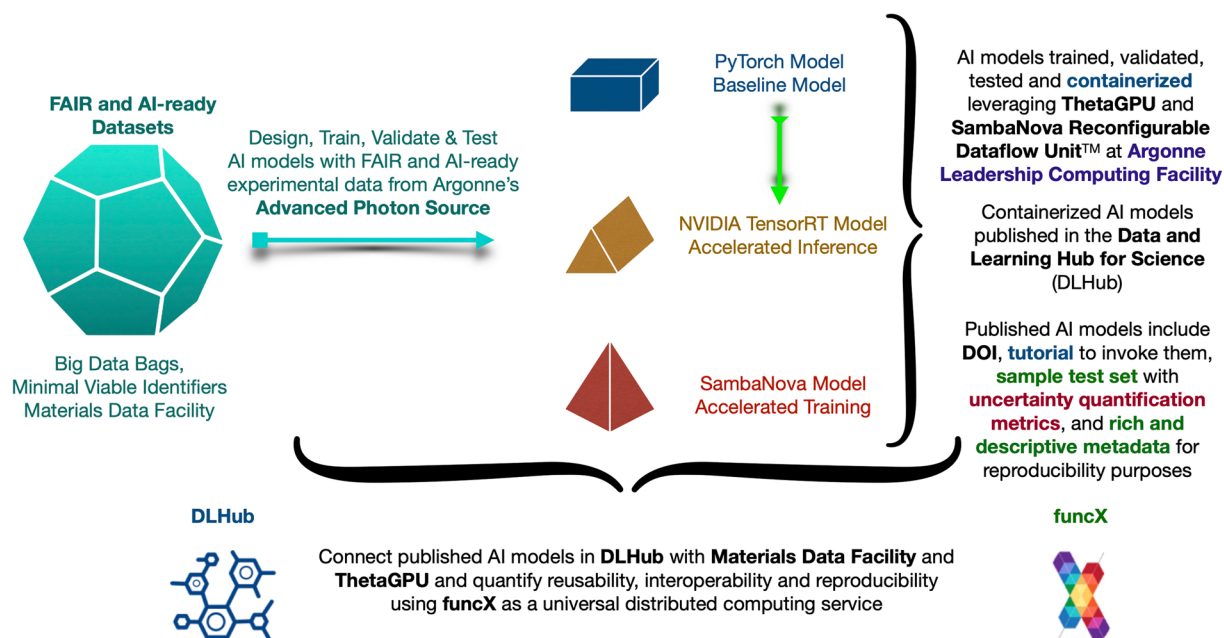 FAIR and AI-ready
Datasets
Big Data Bags,
Minimal Viable Identifiers
Materials Data Facility
Design, Train, Validate & Test
AI models with FAIR and AI-ready
experimental data from Argonne's
Advanced Photon Source
PyTorch Model
Baseline Model
NVIDIA TensorRT Model
Accelerated Inference
SambaNova Model
Accelerated Training
AI models trained, validated,
tested and containerized
leveraging ThetaGPU and
SambaNova Reconfigurable
Dataflow Unit™ at Argonne
Leadership Computing Facility
Containerized AI models
published in the Data and
Learning Hub for Science
(DLHub)
Published AI models include
DOI, tutorial to invoke them,
sample test set with
uncertainty quantification
metrics, and rich and
descriptive metadata for
reproducibility purposes
DLHub
Connect published AI models in DLHub with Materials Data Facility and
ThetaGPU and quantify reusability, interoperability and reproducibility
using funcX as a universal distributed computing service
funcX